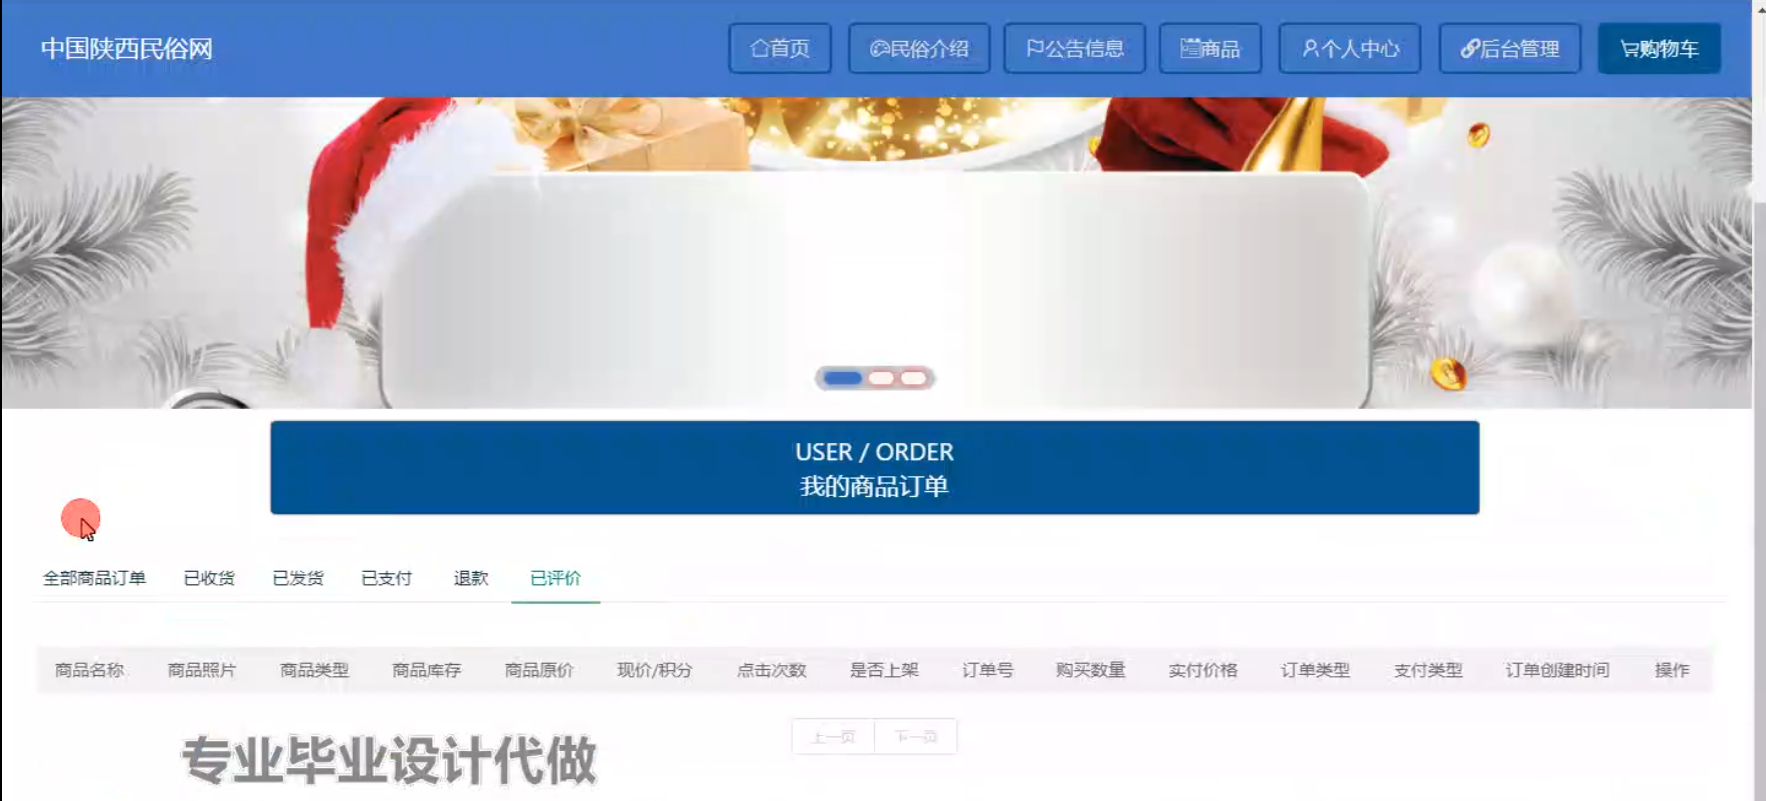 中国陕西民俗网
首页 民俗介绍 公告信息 商品 个人中心 后台管理 购物车
USER / ORDER
我的商品订单
全部商品订单 已收货 已发货 已支付 退款 已评价
商品名称 商品照片 商品类型 商品库存 商品原价 现价/积分 点击次数 是否上架 订单号 购买数量 实付价格 订单类型 支付类型 订单创建时间 操作
上一页 下一页
专业毕业设计代做